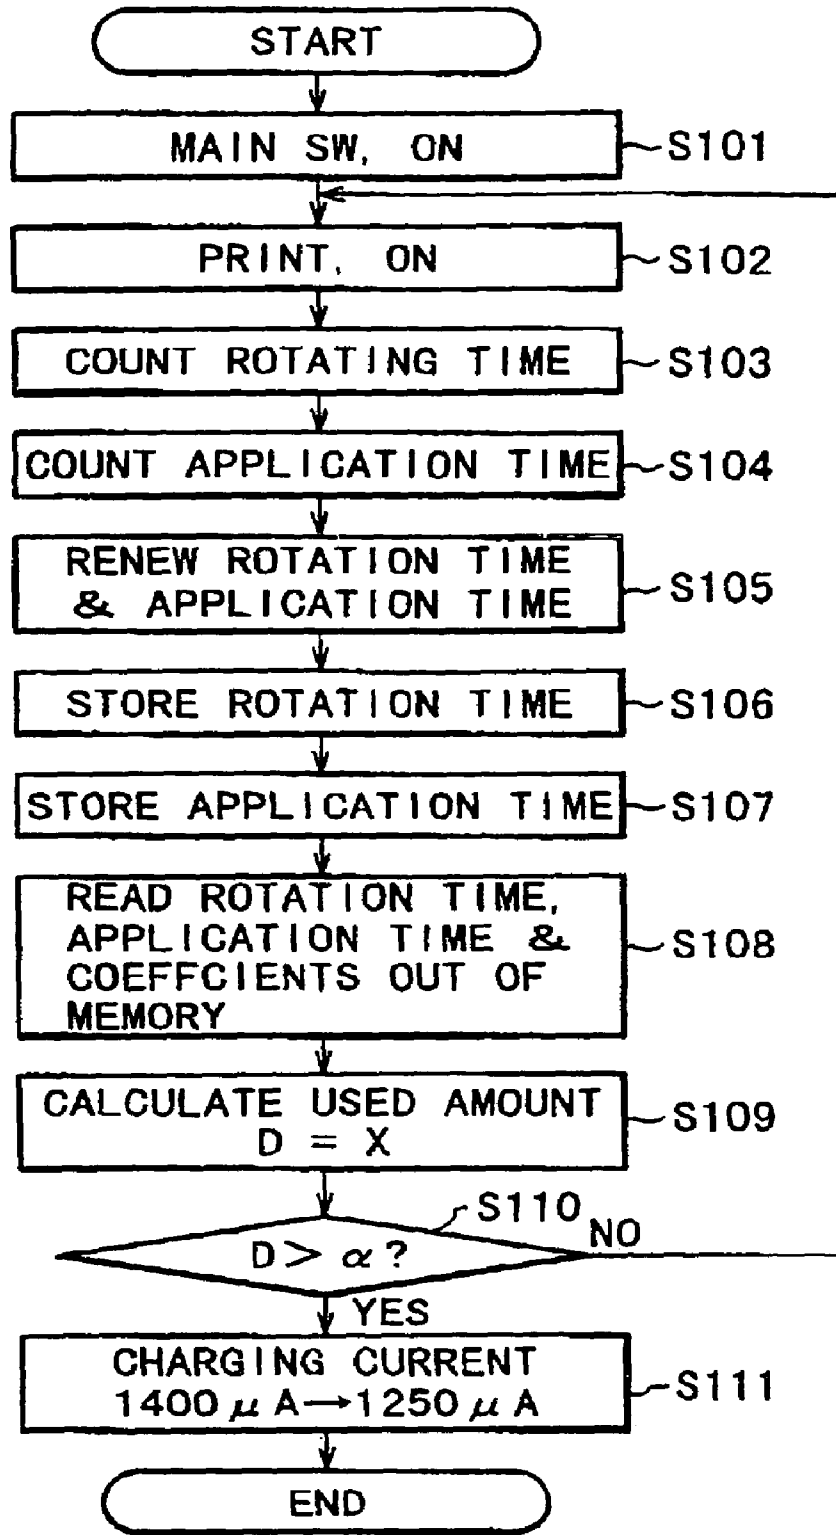 START
MAIN SW, ON
S101
PRINT, ON
S102
COUNT ROTATING TIME
S103
COUNT APPLICATION TIME
S104
RENEW ROTATION TIME
& APPLICATION TIME
S105
STORE ROTATION TIME
S106
STORE APPLICATION TIME
S107
READ ROTATION TIME,
APPLICATION TIME &
COEFFCIENTS OUT OF
MEMORY
S108
CALCULATE USED AMOUNT
D = X
S109
S110
D > α ?
NO
YES
CHARGING CURRENT
1400 μ A → 1250 μ A
S111
END